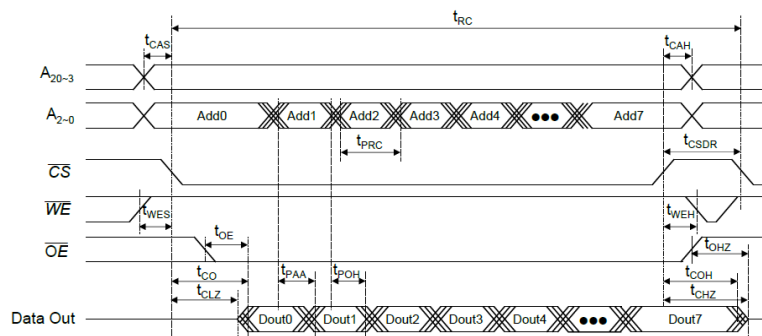 tRC
tCAS
tCAH
A20~3
A2~0
Add0
Add1
Add2
Add3
Add4
●●●
Add7
tPRC
tCSDR
CS
WE
tWES
tWEH
tOE
OE
tOHZ
tCO
tPAA
tPOH
tCOH
tCLZ
tCHZ
Data Out
Dout0
Dout1
Dout2
Dout3
Dout4
●●●
Dout7